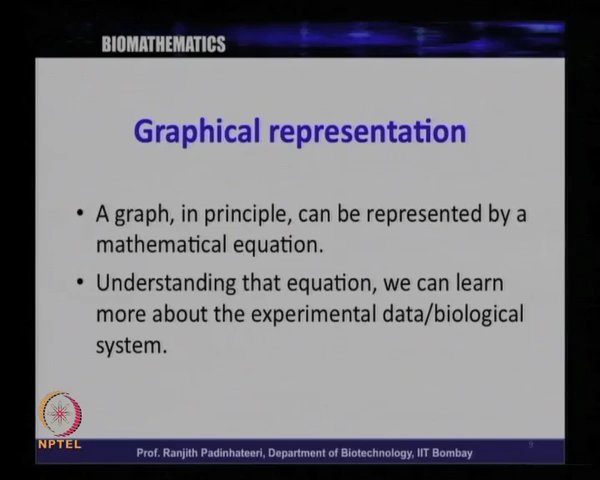 BIOMATHEMATICS
Graphical representation
• A graph, in principle, can be represented by a
mathematical equation.
• Understanding that equation, we can learn
more about the experimental data/biological
system.
NPTEL
Prof. Ranjith Padinhateeri, Department of Biotechnology, IIT Bombay
9